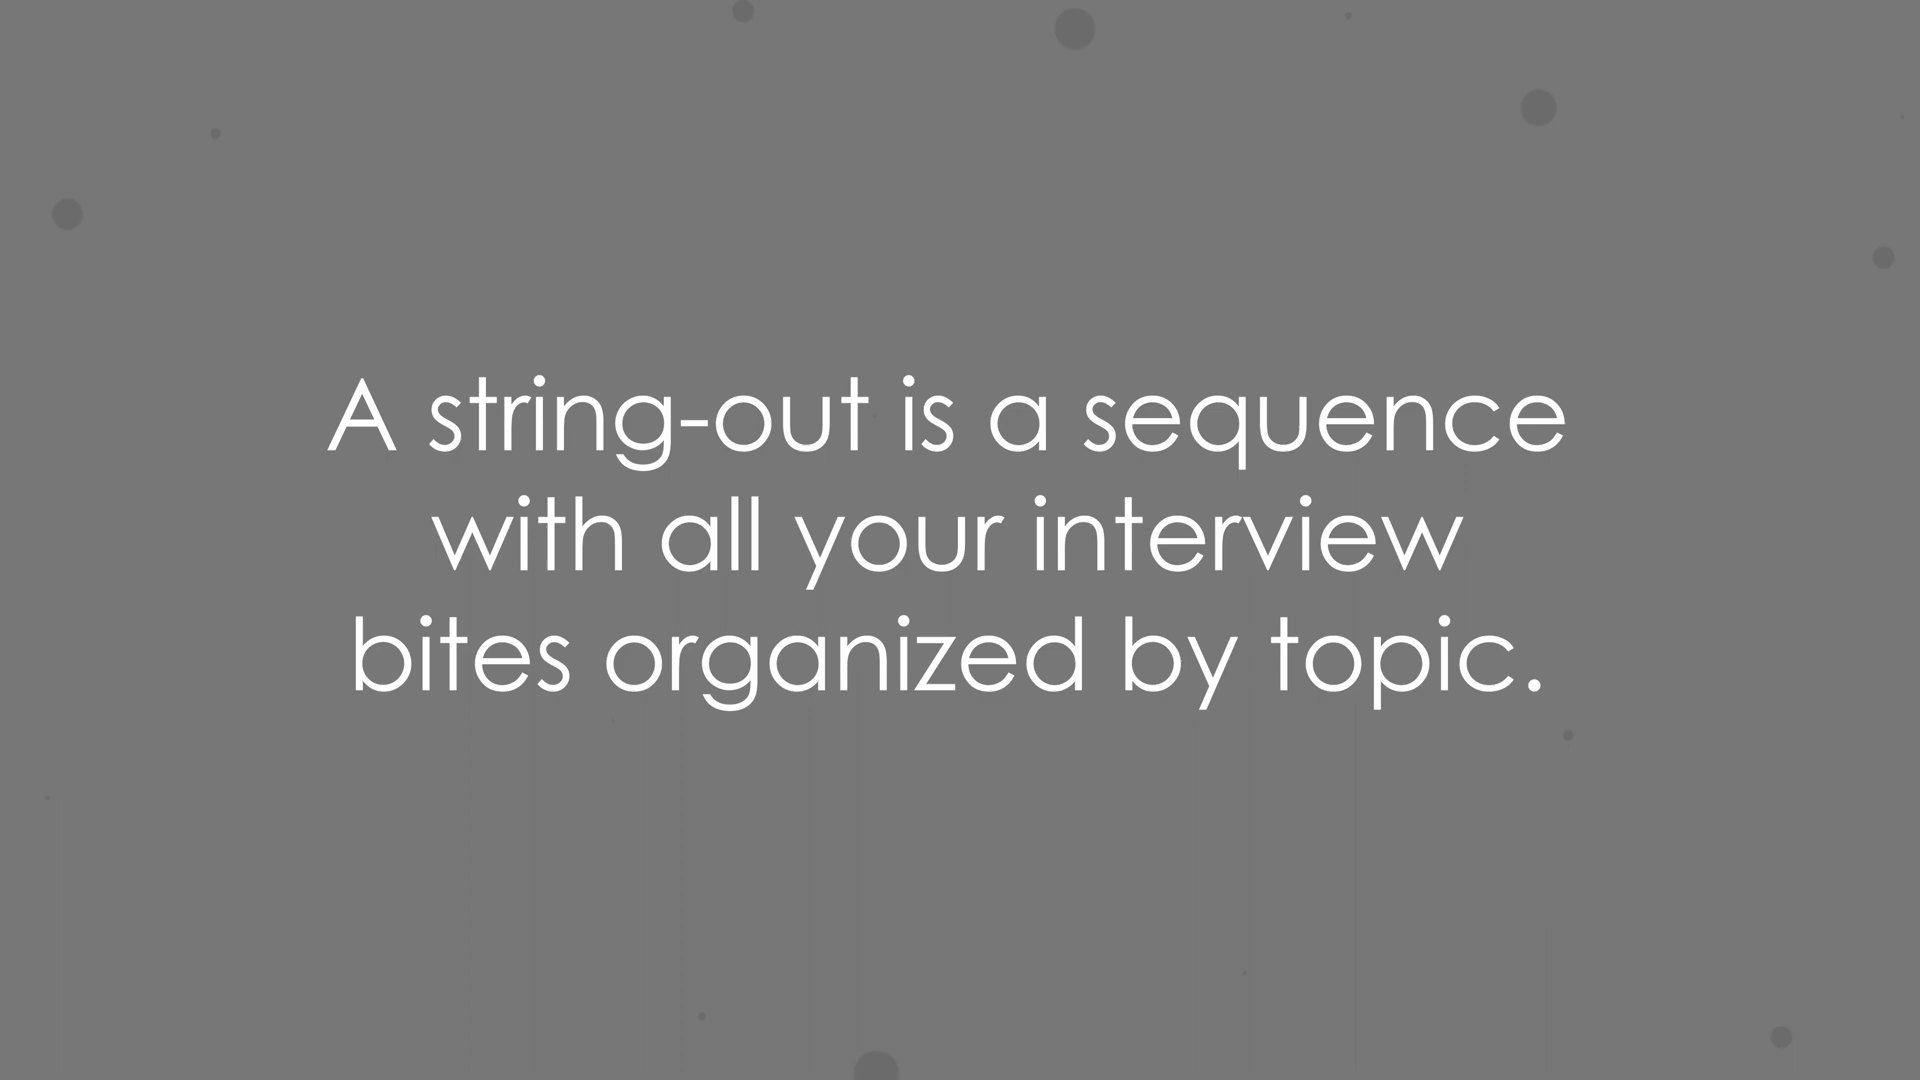 A string-out is a sequence
with all your interview
bites organized by topic.